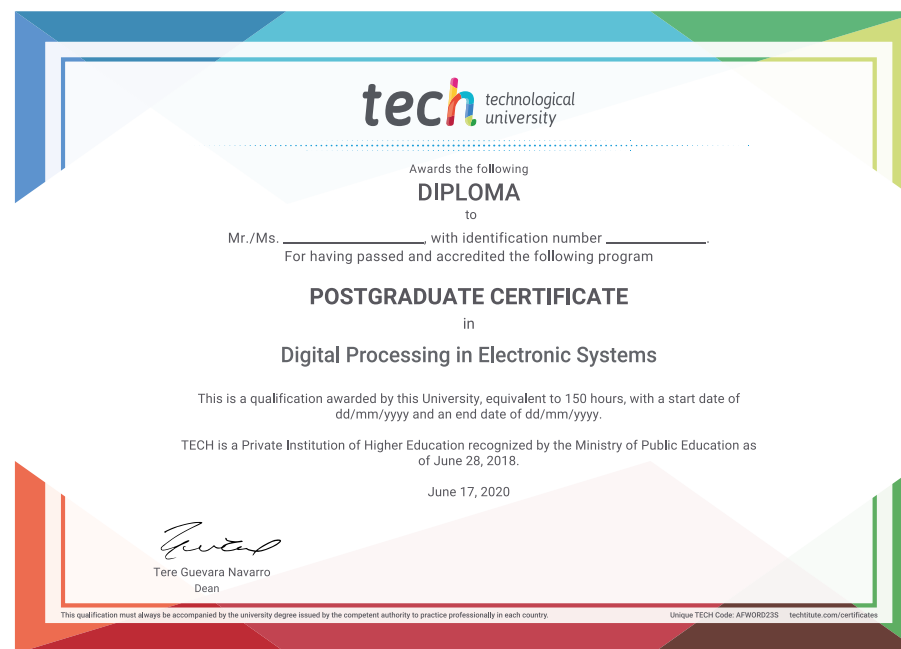 tech technological
university
Awards the following
DIPLOMA
to
Mr./Ms. ____________, with identification number ____________.
For having passed and accredited the following program
POSTGRADUATE CERTIFICATE
in
Digital Processing in Electronic Systems
This is a qualification awarded by this University, equivalent to 150 hours, with a start date of
dd/mm/yyyy and an end date of dd/mm/yyyy.
TECH is a Private Institution of Higher Education recognized by the Ministry of Public Education as
of June 28, 2018.
June 17, 2020
Tere Guevara Navarro
Dean
This qualification must always be accompanied by the university degree issued by the competent authority to practice professionally in each country.
Unique TECH Code: AFWORD23S techtitute.com/certificates